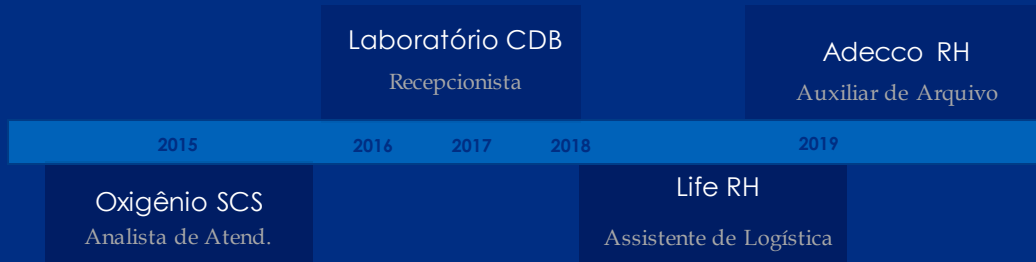 Laboratório CDB
Recepcionista
Adecco RH
Auxiliar de Arquivo
2015 2016 2017 2018 2019
Oxigênio SCS
Analista de Atend.
Life RH
Assistente de Logística